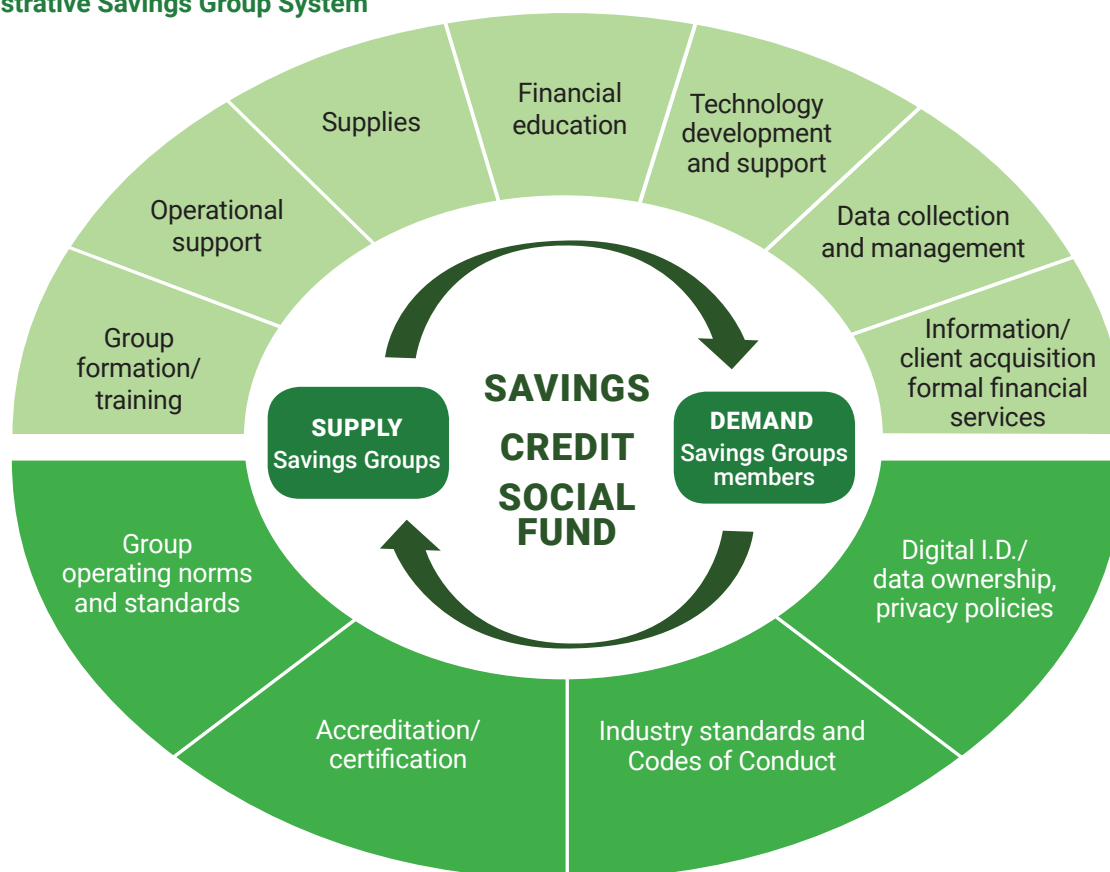 strative Savings Group System
Financial
education
Supplies
Technology
development
and support
Operational
support
Data collection
and management
Group
formation/
training
Information/
client acquisition
formal financial
services
SUPPLY
Savings Groups
SAVINGS
CREDIT
SOCIAL
FUND
DEMAND
Savings Groups
members
Group
operating norms
and standards
Digital I.D./
data ownership,
privacy policies
Accreditation/
certification
Industry standards and
Codes of Conduct